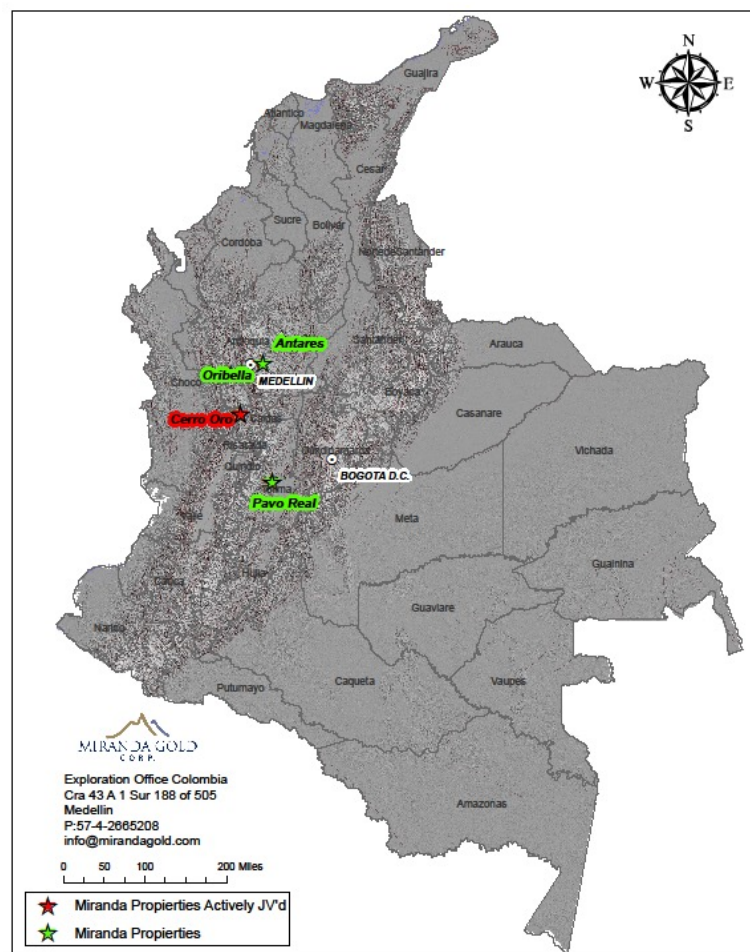 N
W E
S
Guajira
Atlantico
Magdalena
Cesar
Sucre
Bolivar
Cordoba
Norte de Santander
Antioquia
Antares
Santander
Arauca
Oribella
MEDELLIN
Choco
Boyaca
Casanare
Cerro Oro
Caldas
Vichada
Risaralda
Cundinamarca
Quindio
BOGOTA D.C.
Tolima
Pavo Real
Meta
Guainina
Huila
Cauca
Guaviare
Narino
Caqueta
Vaupes
Putumayo
MIRANDA GOLD
CORP.
Exploration Office Colombia
Cra 43 A 1 Sur 188 of 505
Medellin
P:57-4-2665208
info@mirandagold.com
Amazonas
0 50 100 200 Miles
Miranda Propierties Actively JV'd
Miranda Properties